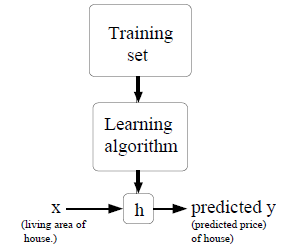 Training
set
Learning
algorithm
x
h
predicted y
(living area of
house.)
(predicted price)
of house)